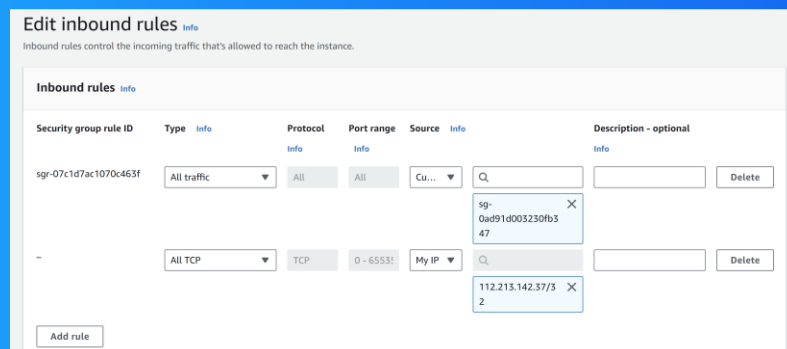 Edit inbound rules Info
Inbound rules control the incoming traffic that's allowed to reach the instance.
Inbound rules Info
Security group rule ID Type Info Protocol Port range Source Info Description - optional
Info Info Info
sgr-07c1d7ac1070c463f All traffic All All Cu... Delete
sg-
0ad91d003230fb3
47
– All TCP TCP 0 - 6553 My IP Delete
112.213.142.37/3
2
Add rule